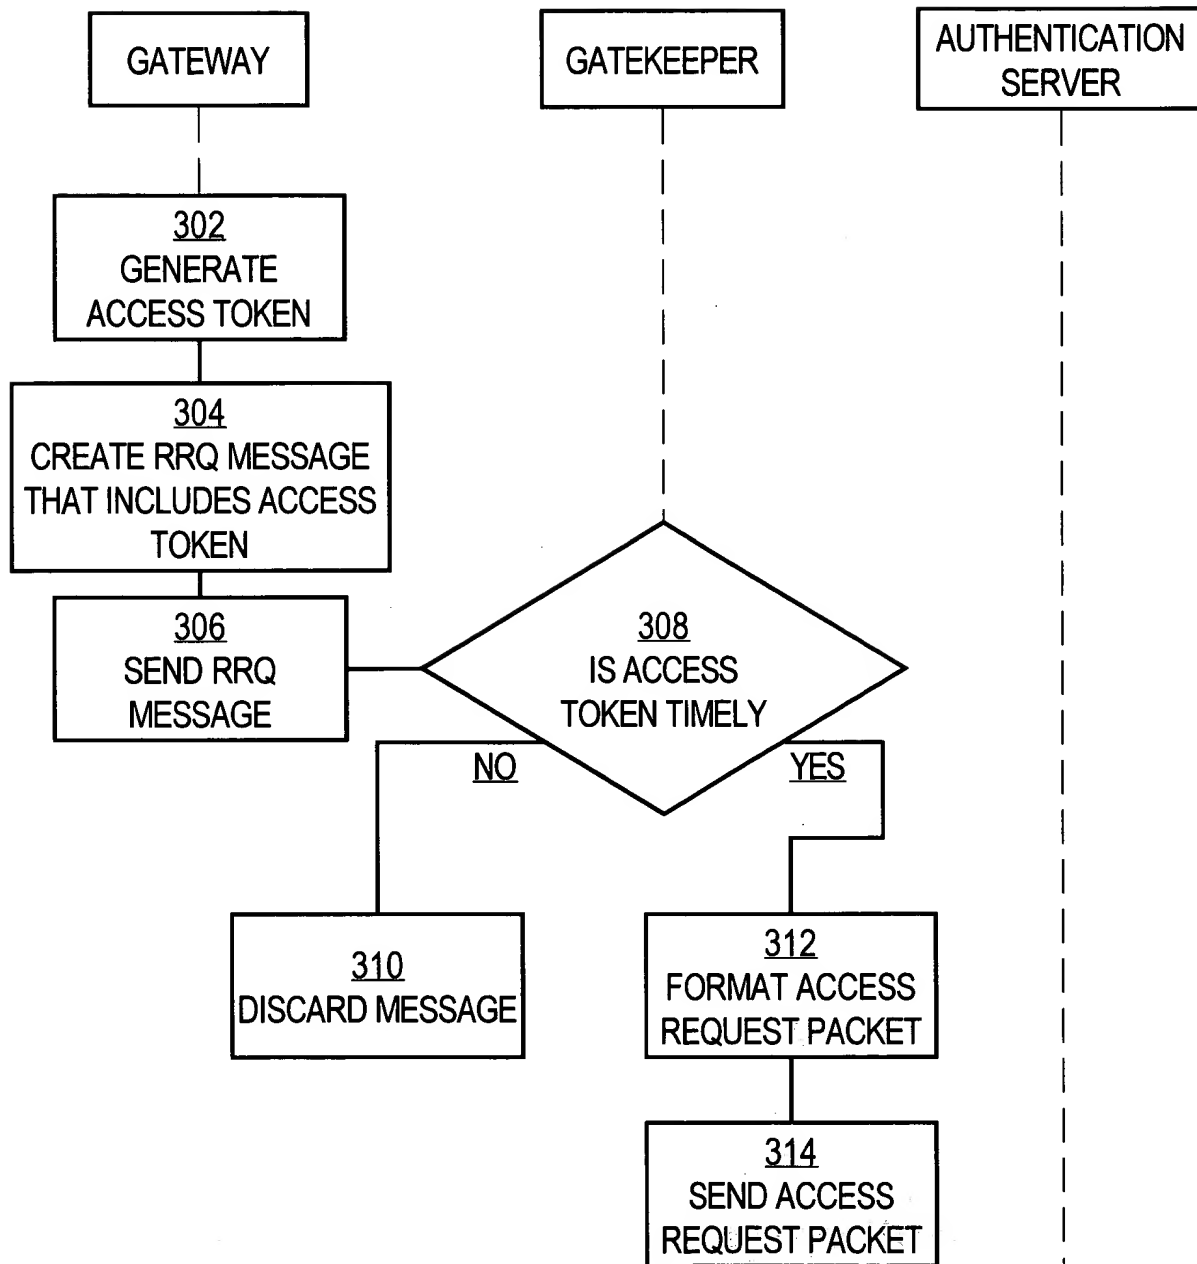 GATEWAY
GATEKEEPER
AUTHENTICATION
SERVER
302
GENERATE
ACCESS TOKEN
304
CREATE RRQ MESSAGE
THAT INCLUDES ACCESS
TOKEN
306
SEND RRQ
MESSAGE
308
IS ACCESS
TOKEN TIMELY
NO
YES
310
DISCARD MESSAGE
312
FORMAT ACCESS
REQUEST PACKET
314
SEND ACCESS
REQUEST PACKET